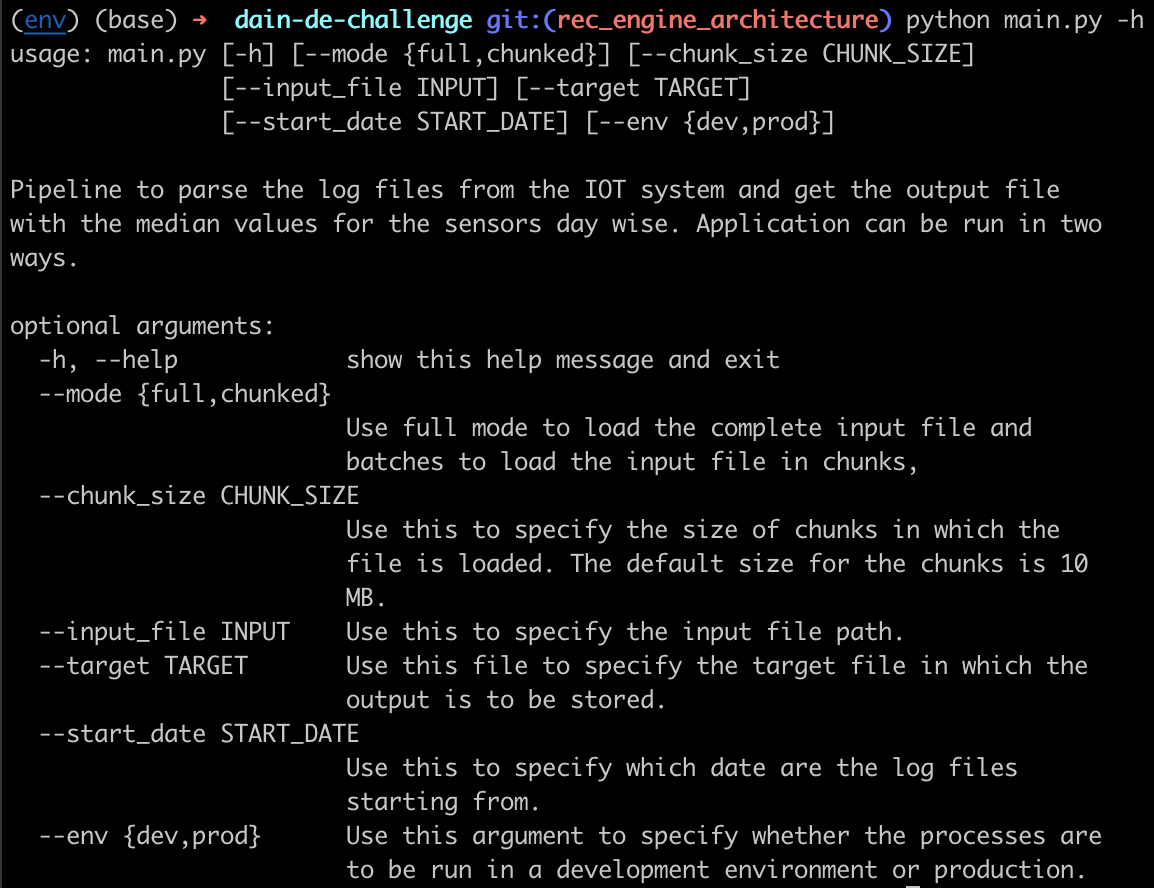 (env) (base) → dain-de-challenge git:(rec_engine_architecture) python main.py -h
usage: main.py [-h] [--mode {full,chunked}] [--chunk_size CHUNK_SIZE]
               [--input_file INPUT] [--target TARGET]
               [--start_date START_DATE] [--env {dev,prod}]

Pipeline to parse the log files from the IOT system and get the output file
with the median values for the sensors day wise. Application can be run in two
ways.

optional arguments:
  -h, --help            show this help message and exit
  --mode {full,chunked}
                        Use full mode to load the complete input file and
                        batches to load the input file in chunks,
  --chunk_size CHUNK_SIZE
                        Use this to specify the size of chunks in which the
                        file is loaded. The default size for the chunks is 10
                        MB.
  --input_file INPUT    Use this to specify the input file path.
  --target TARGET       Use this file to specify the target file in which the
                        output is to be stored.
  --start_date START_DATE
                        Use this to specify which date are the log files
                        starting from.
  --env {dev,prod}      Use this argument to specify whether the processes are
                        to be run in a development environment or production.